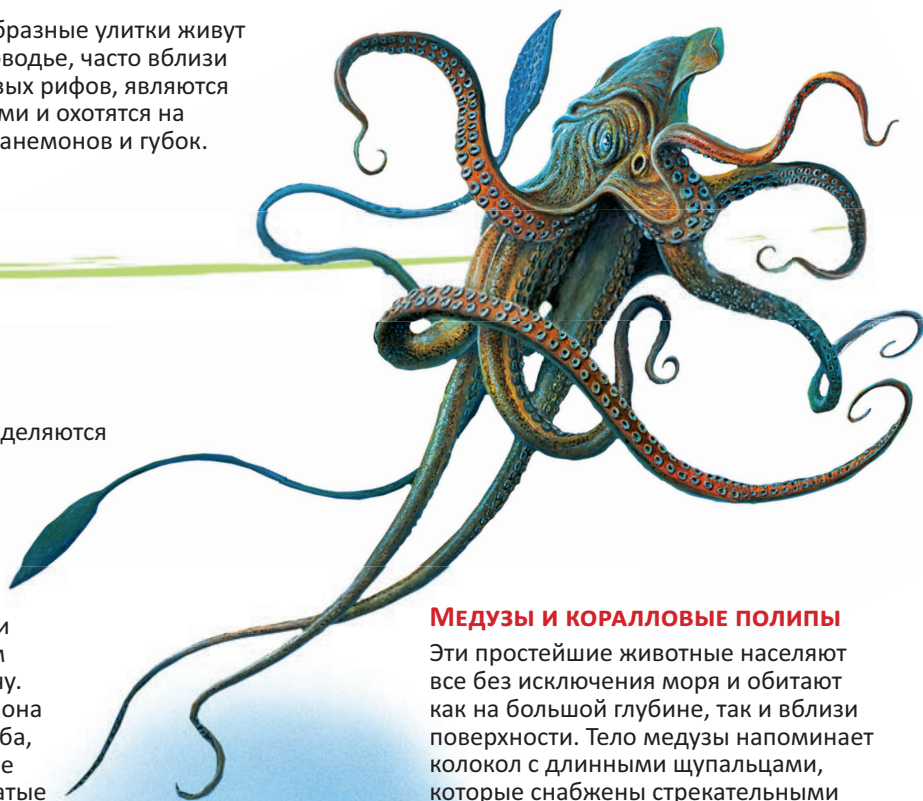 бразные улитки живут
водье, часто вблизи
вых рифов, являются
ми и охотятся на
анемонов и губок.
деляются
и
м
ну.
она
ба,
е
атые
Медузы и коралловые полипы
Эти простейшие животные населяют
все без исключения моря и обитают
как на большой глубине, так и вблизи
поверхности. Тело медузы напоминает
колокол с длинными щупальцами,
которые снабжены стрекательными